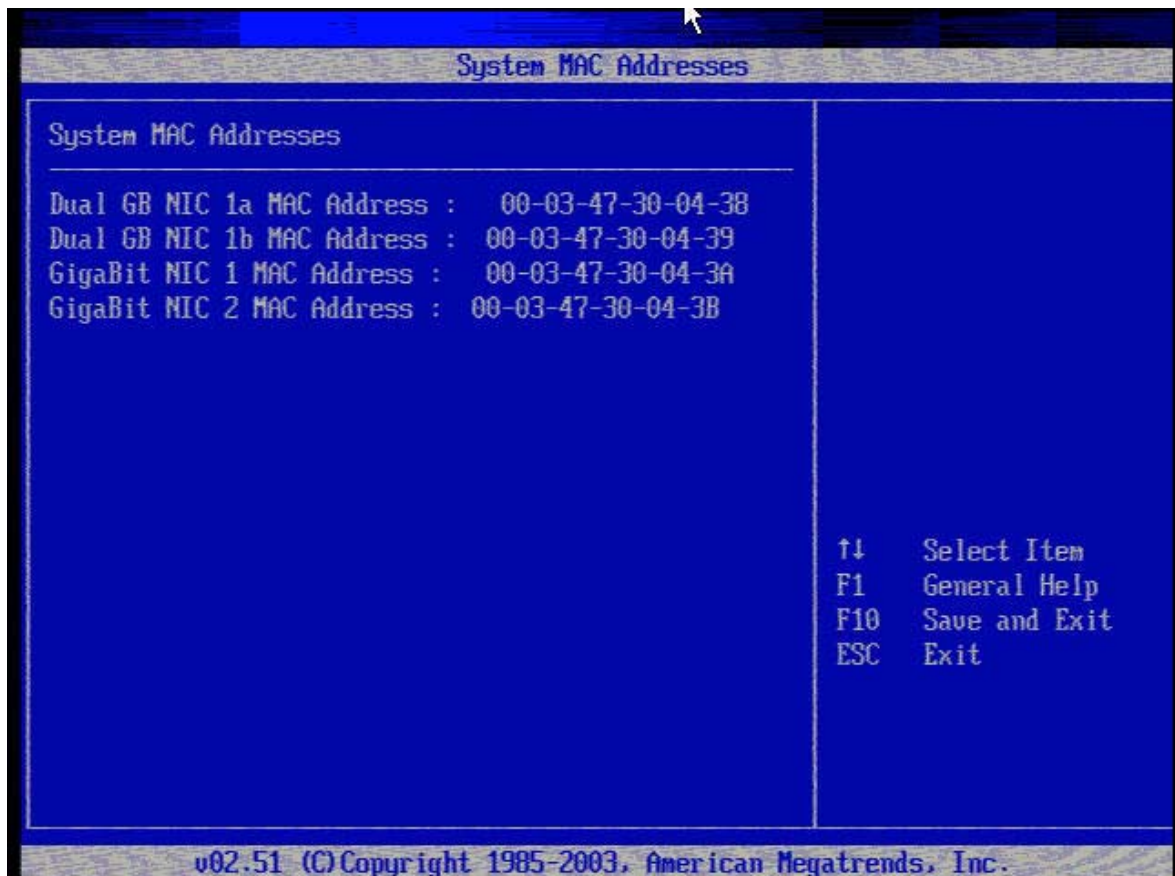 System MAC Addresses
System MAC Addresses
Dual GB NIC 1a MAC Address :   00-03-47-30-04-38
Dual GB NIC 1b MAC Address :  00-03-47-30-04-39
GigaBit NIC 1 MAC Address :   00-03-47-30-04-3A
GigaBit NIC 2 MAC Address :  00-03-47-30-04-3B
↑↓   Select Item
F1   General Help
F10   Save and Exit
ESC   Exit
v02.51 (C)Copyright 1985-2003, American Megatrends, Inc.